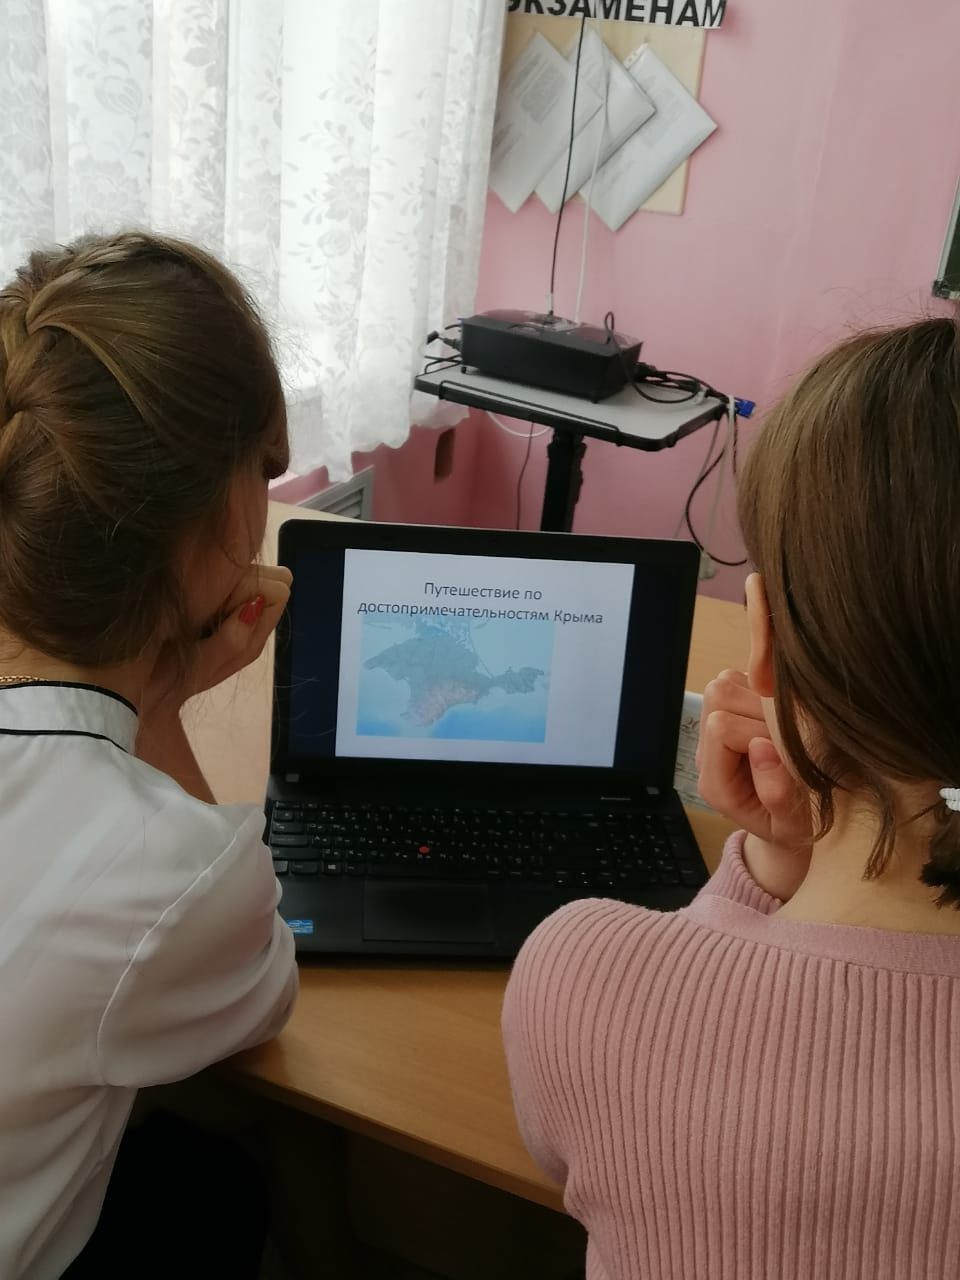 ЭКЗАМЕНАМ
Путешествие по
достопримечательностям Крыма